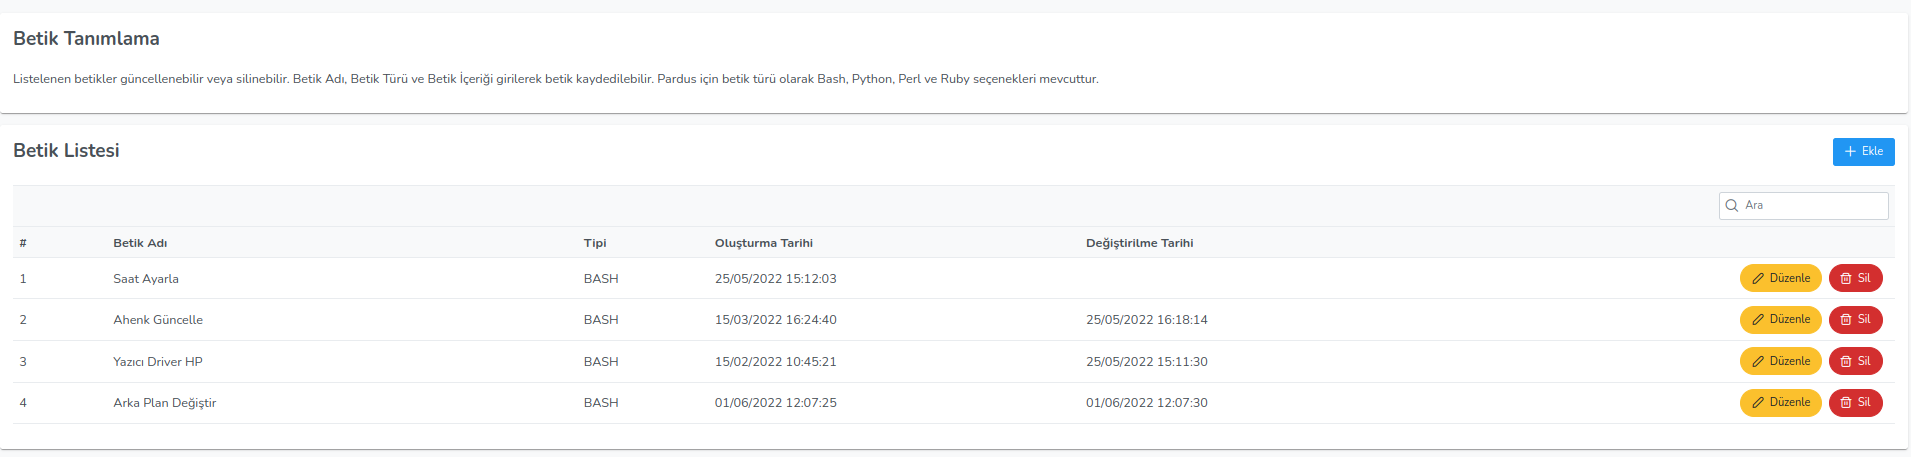 Betik Tanımlama
Listelenen betikler güncellenebilir veya silinebilir. Betik Adı, Betik Türü ve Betik İçeriği girilerek betik kaydedilebilir. Pardus için betik türü olarak Bash, Python, Perl ve Ruby seçenekleri mevcuttur.
Betik Listesi
Ekle
Ara
# Betik Adı Tipi Oluşturma Tarihi Değiştirilme Tarihi
1 Saat Ayarla BASH 25/05/2022 15:12:03 Düzenle Sil
2 Ahenk Güncelle BASH 15/03/2022 16:24:40 25/05/2022 16:18:14 Düzenle Sil
3 Yazıcı Driver HP BASH 15/02/2022 10:45:21 25/05/2022 15:11:30 Düzenle Sil
4 Arka Plan Değiştir BASH 01/06/2022 12:07:25 01/06/2022 12:07:30 Düzenle Sil